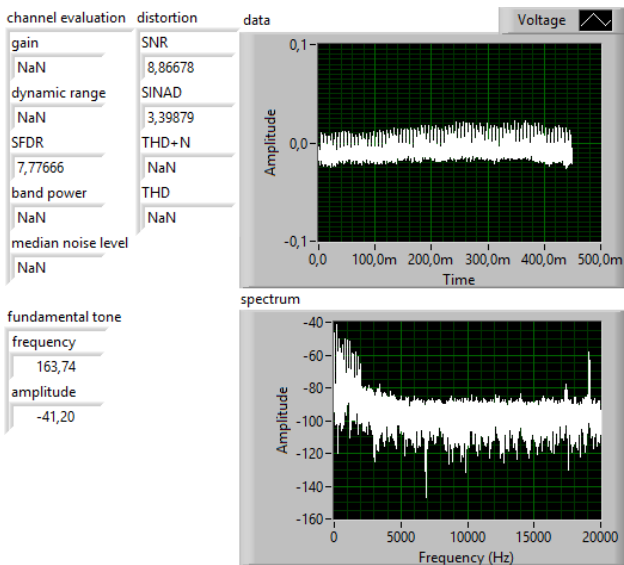 channel evaluation
gain
NaN
dynamic range
NaN
SFDR
7,77666
band power
NaN
median noise level
NaN
distortion
SNR
8,86678
SINAD
3,39879
THD+N
NaN
THD
NaN
fundamental tone
frequency
163,74
amplitude
-41,20
data
Voltage
Amplitude
0,1
0,0
-0,1
0,0 100,0m 200,0m 300,0m 400,0m 500,0m
Time
spectrum
Amplitude
-40
-60
-80
-100
-120
-140
-160
0 5000 10000 15000 20000
Frequency (Hz)